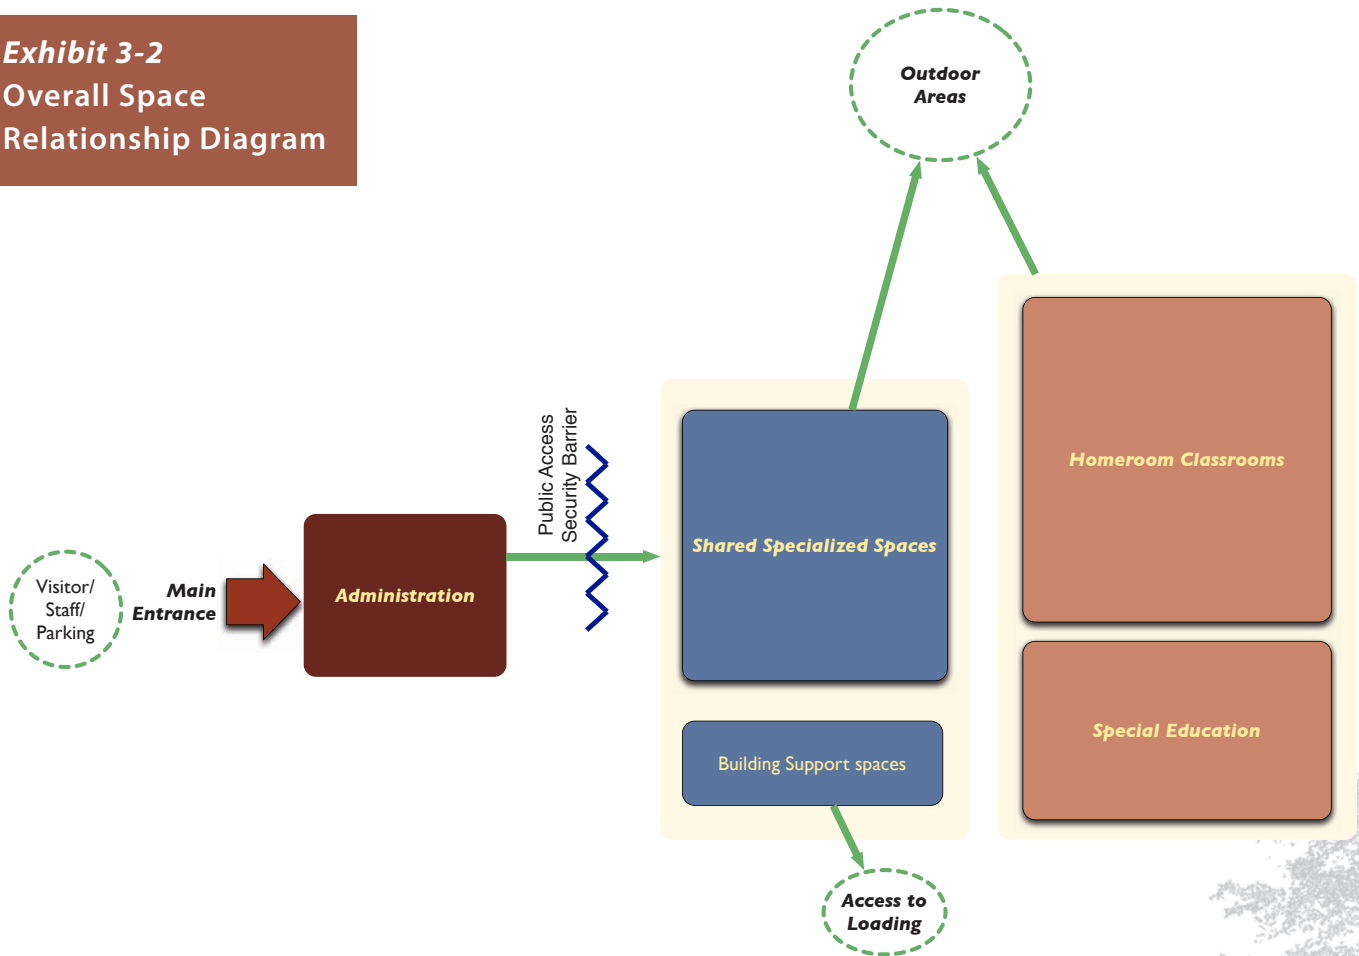 Exhibit 3-2
Overall Space
Relationship Diagram
Outdoor
Areas
Homeroom Classrooms
Public Access
Security Barrier
Shared Specialized Spaces
Visitor/
Staff/
Parking
Main
Entrance
Administration
Special Education
Building Support spaces
Access to
Loading